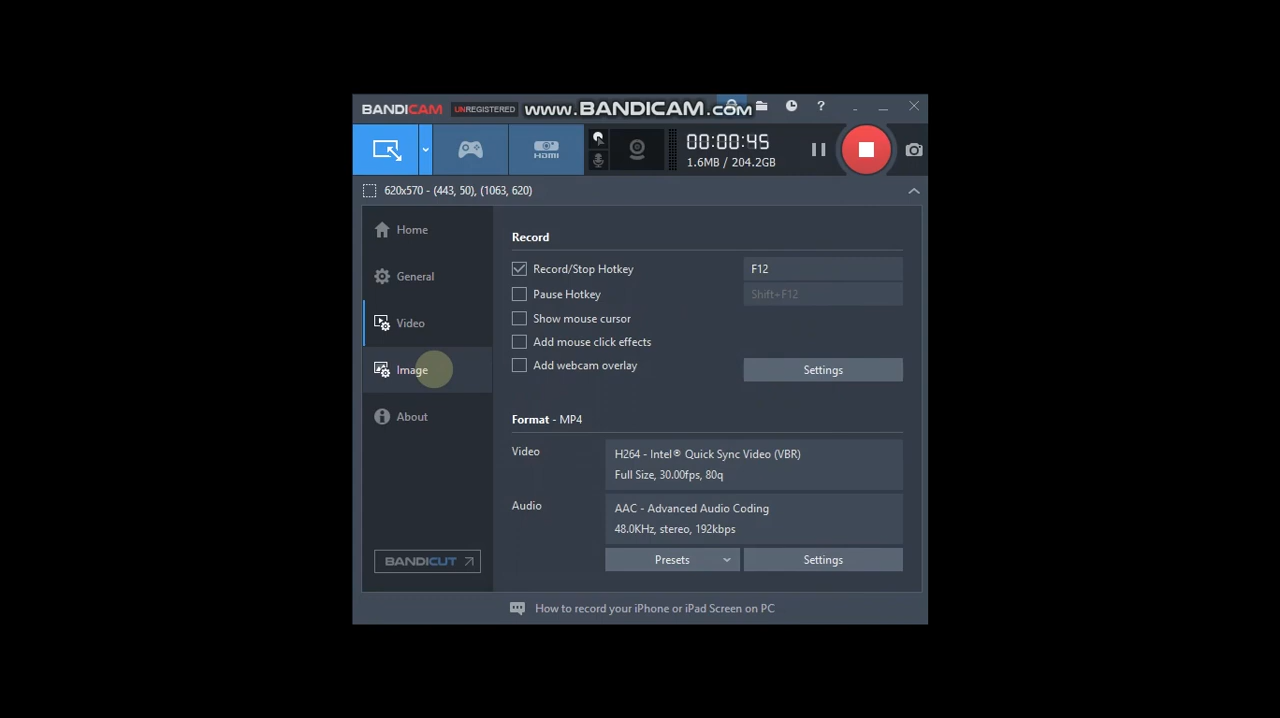 BANDICAM UNREGISTERED www.BANDICAM.com ?
HDMI
00:00:45
1.6MB / 204.2GB
620x570 - (443, 50), (1063, 620)
Home
General
Video
Image
About
BANDICUT
Record
Record/Stop Hotkey F12
Pause Hotkey Shift+F12
Show mouse cursor
Add mouse click effects
Add webcam overlay Settings
Format - MP4
Video H264 - Intel® Quick Sync Video (VBR)
Full Size, 30.00fps, 80q
Audio AAC - Advanced Audio Coding
48.0KHz, stereo, 192kbps
Presets Settings
How to record your iPhone or iPad Screen on PC